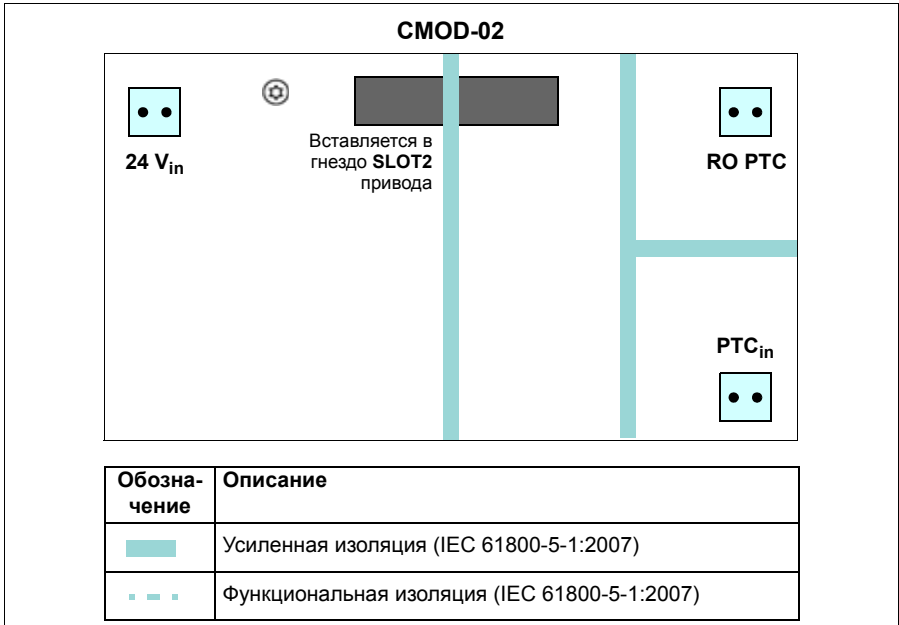 CMOD-02
24 Vin
Вставляется в
гнездо SLOT2
привода
RO PTC
PTCin
Обозна-
чение
Описание
Усиленная изоляция (IEC 61800-5-1:2007)
Функциональная изоляция (IEC 61800-5-1:2007)